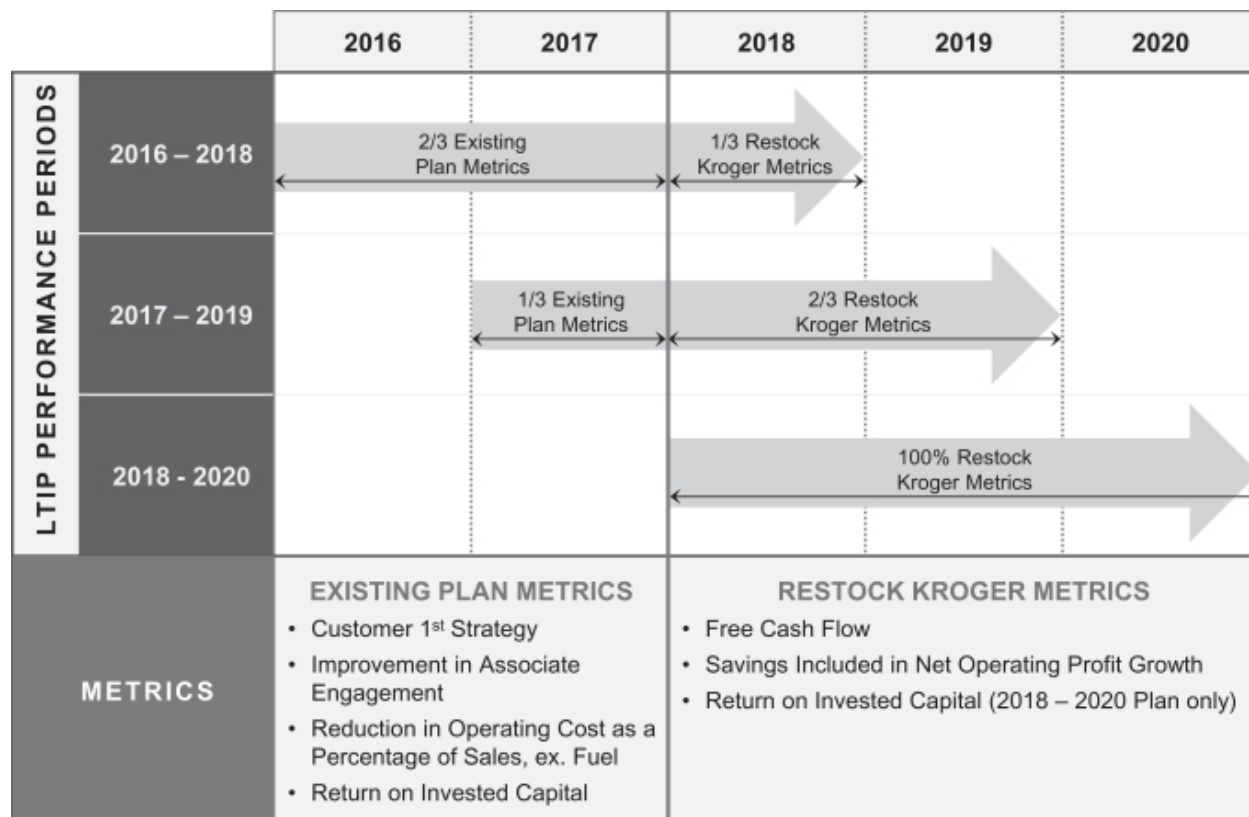 2016 2017 2018 2019 2020
LTIP PERFORMANCE PERIODS
2016 – 2018
2/3 Existing
Plan Metrics
1/3 Restock
Kroger Metrics
2017 – 2019
1/3 Existing
Plan Metrics
2/3 Restock
Kroger Metrics
2018 - 2020
100% Restock
Kroger Metrics
METRICS
EXISTING PLAN METRICS
• Customer 1st Strategy
• Improvement in Associate
Engagement
• Reduction in Operating Cost as a
Percentage of Sales, ex. Fuel
• Return on Invested Capital
RESTOCK KROGER METRICS
• Free Cash Flow
• Savings Included in Net Operating Profit Growth
• Return on Invested Capital (2018 – 2020 Plan only)